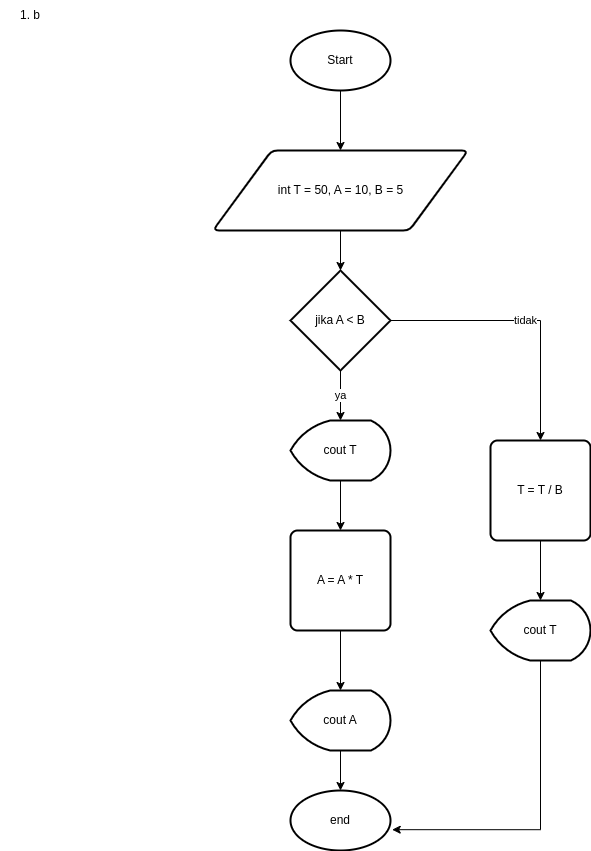 1. b
Start
int T = 50, A = 10, B = 5
jika A < B
tidak
ya
cout T
T = T / B
A = A * T
cout T
cout A
end